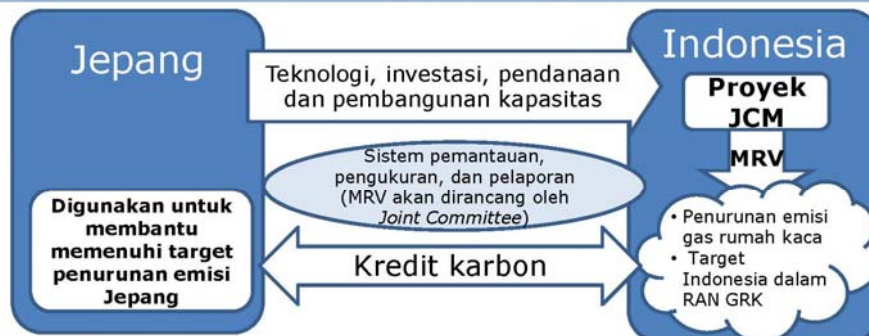 Jepang
Teknologi, investasi, pendanaan
dan pembangunan kapasitas
Indonesia
Proyek
JCM
MRV
Sistem pemantauan,
pengukuran, dan pelaporan
(MRV akan dirancang oleh
Joint Committee)
Digunakan untuk
membantu
memenuhi target
penurunan emisi
Jepang
Kredit karbon
• Penurunan emisi
gas rumah kaca
• Target
Indonesia dalam
RAN GRK